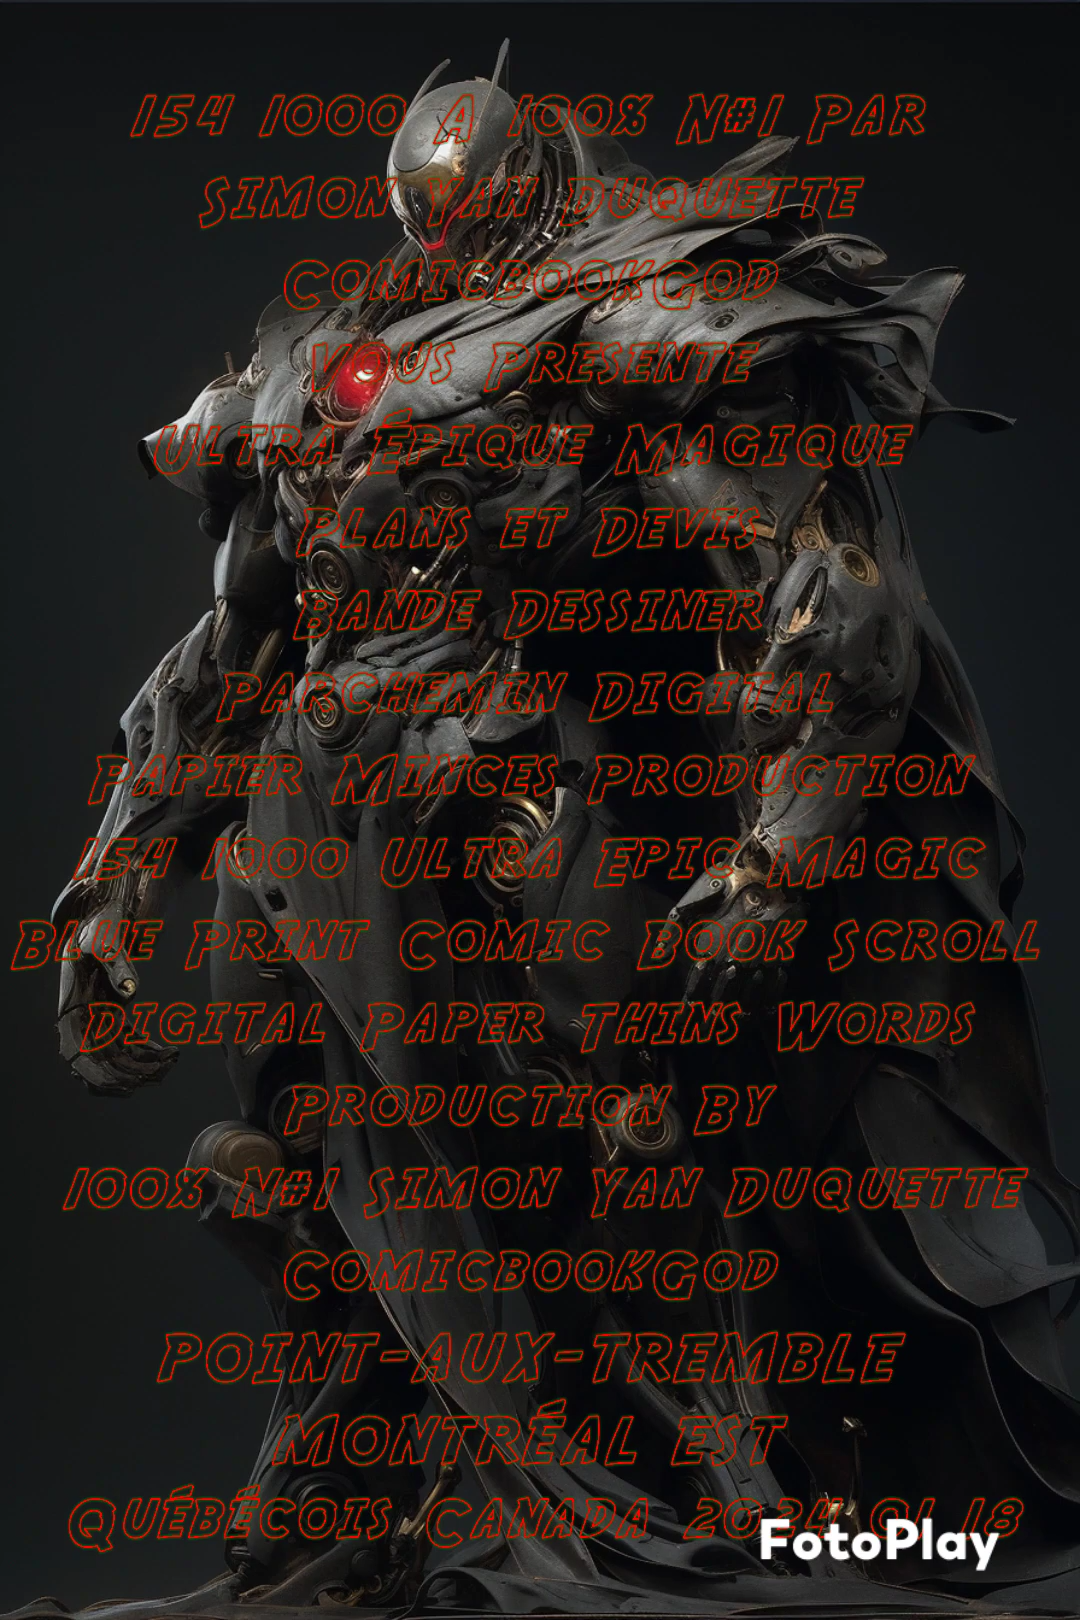 154 1000 A 100% N#1 Par
Simon Yan Duquette
ComicbookGod
Vous Presente
Ultra Épique Magique
Plans et Devis
Bande Dessiner
Parchemin Digital
Papier Minces Production
154 1000 Ultra Epic Magic
Blue Print Comic Book Scroll
Digital Paper Thins Words
Production By
100% N#1 Simon Yan Duquette
ComicbookGod
Point-aux-Tremble
Montréal Est
Québécois Canada 2024 01 18
FotoPlay